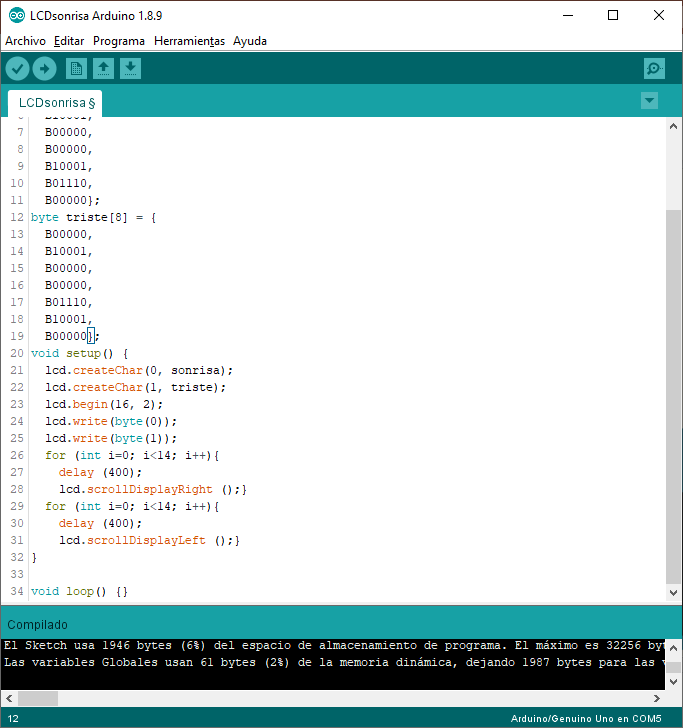 LCDsonrisa Arduino 1.8.9
Archivo Editar Programa Herramientas Ayuda
LCDsonrisa §
6 B10001,
7 B00000,
8 B00000,
9 B10001,
10 B01110,
11 B00000};
12 byte triste[8] = {
13 B00000,
14 B10001,
15 B00000,
16 B00000,
17 B01110,
18 B10001,
19 B00000};
20 void setup() {
21 lcd.createChar(0, sonrisa);
22 lcd.createChar(1, triste);
23 lcd.begin(16, 2);
24 lcd.write(byte(0));
25 lcd.write(byte(1));
26 for (int i=0; i<14; i++){
27 delay (400);
28 lcd.scrollDisplayRight ();}
29 for (int i=0; i<14; i++){
30 delay (400);
31 lcd.scrollDisplayLeft ();}
32 }
33
34 void loop() {}
Compilado
El Sketch usa 1946 bytes (6%) del espacio de almacenamiento de programa. El máximo es 32256
Las variables Globales usan 61 bytes (2%) de la memoria dinámica, dejando 1987 bytes para las
12 Arduino/Genuino Uno en COM5